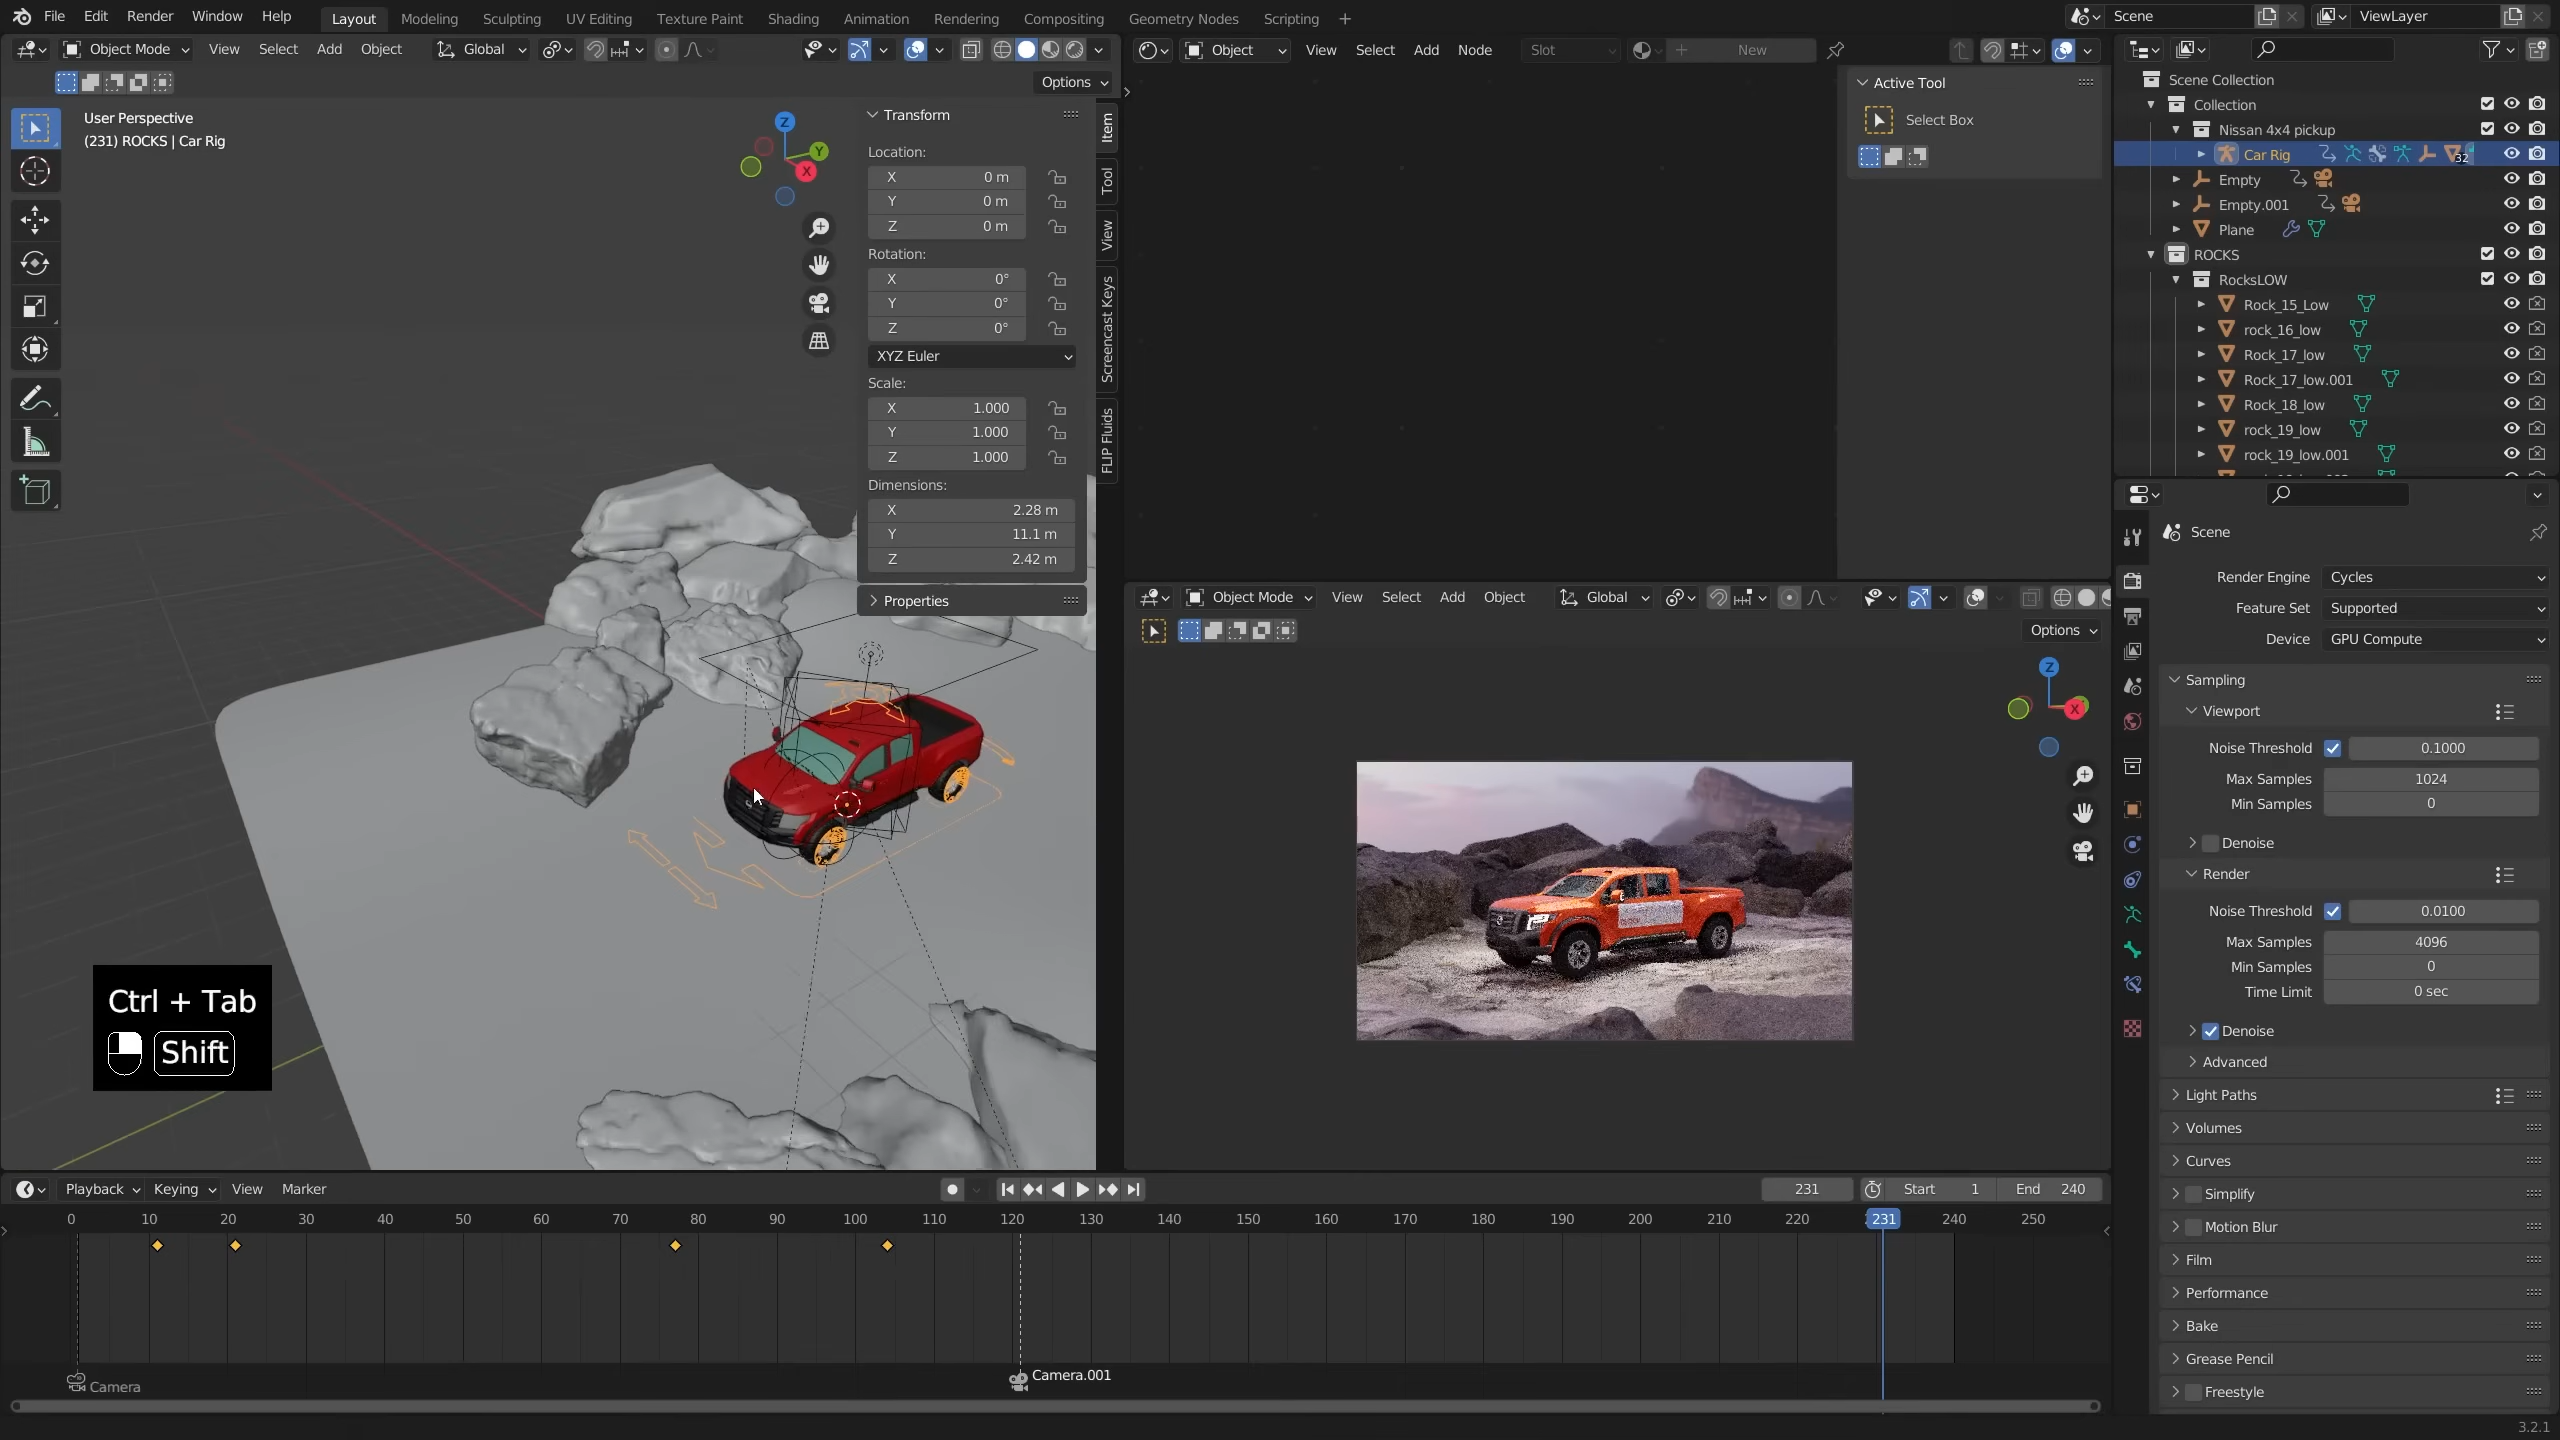 File Edit Render Window Help Layout Modeling Sculpting UV Editing Texture Paint Shading Animation Rendering Compositing Geometry Nodes Scripting + Scene ViewLayer
Object Mode View Select Add Object Global
Object View Select Add Node Slot New
Options
User Perspective
(231) ROCKS | Car Rig
Z
Y
X
Transform
Location:
X 0 m
Y 0 m
Z 0 m
Rotation:
X 0°
Y 0°
Z 0°
XYZ Euler
Scale:
X 1.000
Y 1.000
Z 1.000
Dimensions:
X 2.28 m
Y 11.1 m
Z 2.42 m
Properties
Item
Tool
View
Screencast Keys
FLIP Fluids
Active Tool
Select Box
Object Mode View Select Add Object Global
Options
Z
X
Ctrl + Tab
Shift
Scene Collection
Collection
Nissan 4x4 pickup
Car Rig 32
Empty
Empty.001
Plane
ROCKS
RocksLOW
Rock_15_Low
rock_16_low
Rock_17_low
Rock_17_low.001
Rock_18_low
rock_19_low
rock_19_low.001
Scene
Render Engine Cycles
Feature Set Supported
Device GPU Compute
Sampling
Viewport
Noise Threshold 0.1000
Max Samples 1024
Min Samples 0
Denoise
Render
Noise Threshold 0.0100
Max Samples 4096
Min Samples 0
Time Limit 0 sec
Denoise
Advanced
Light Paths
Volumes
Curves
Simplify
Motion Blur
Film
Performance
Bake
Grease Pencil
Freestyle
Playback Keying View Marker 231 Start 1 End 240
0 10 20 30 40 50 60 70 80 90 100 110 120 130 140 150 160 170 180 190 200 210 220 231 240 250
Camera
Camera.001
3.2.1